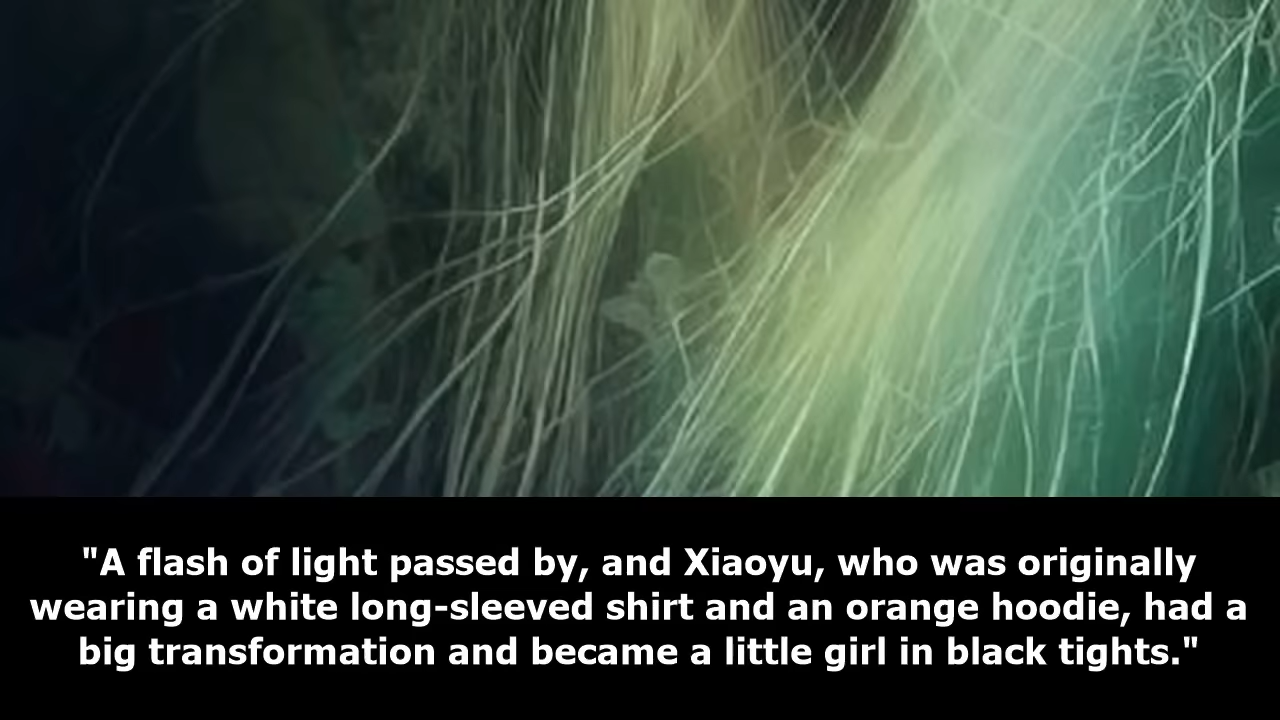 "A flash of light passed by, and Xiaoyu, who was originally
wearing a white long-sleeved shirt and an orange hoodie, had a
big transformation and became a little girl in black tights."